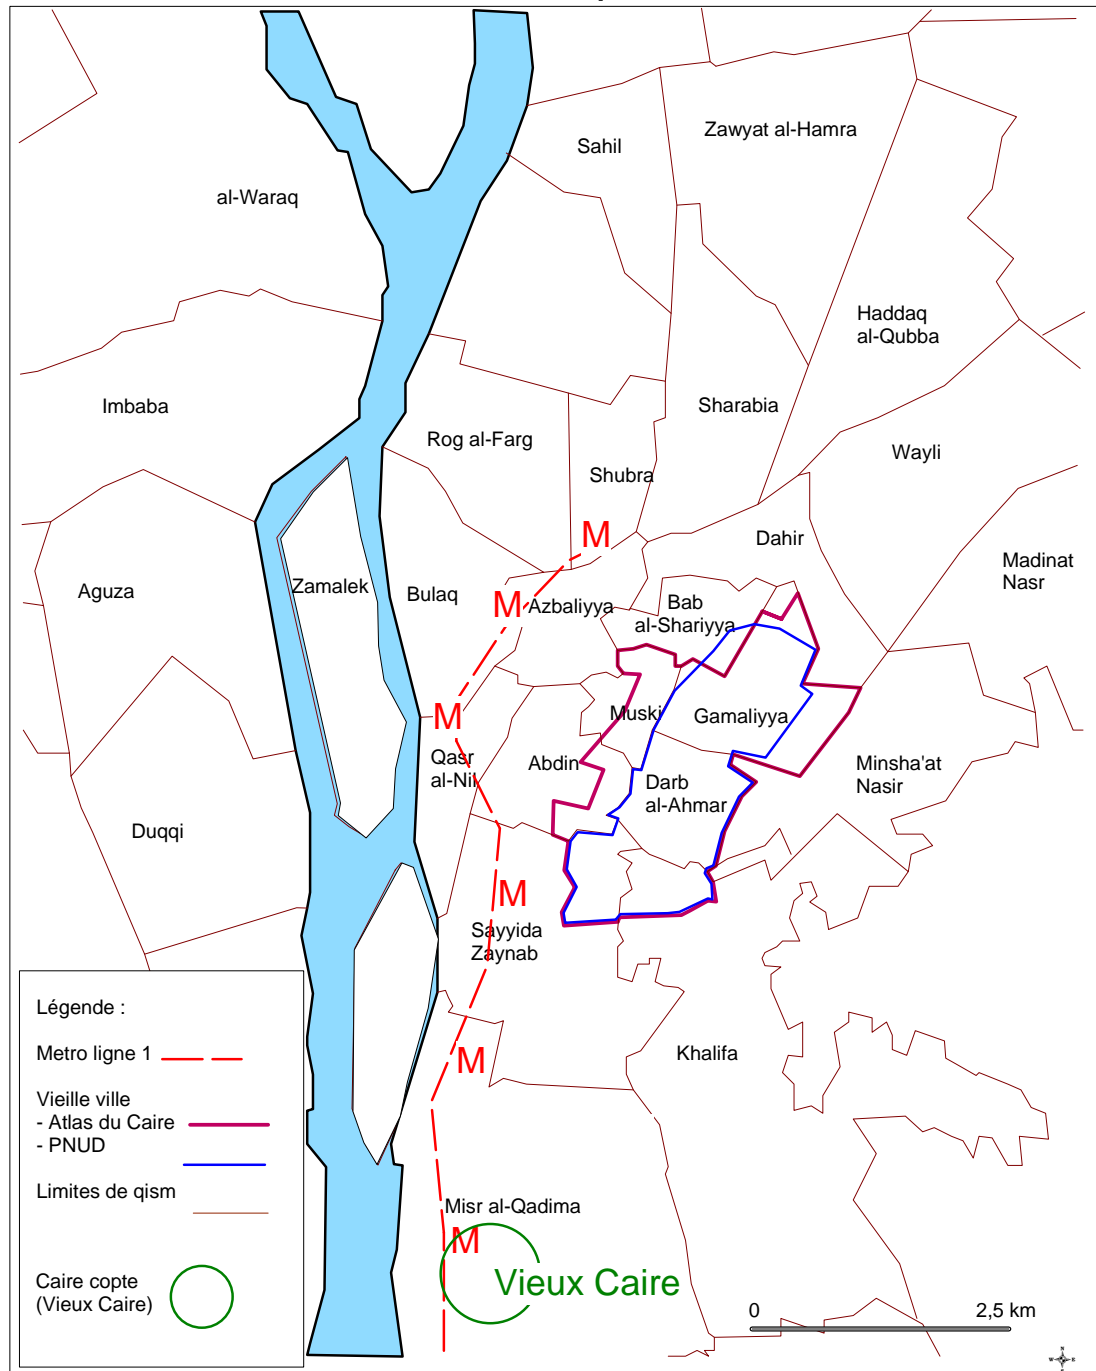 Sahil
Zawyat al-Hamra
al-Waraq
Haddaq
al-Qubba
Imbaba
Sharabia
Rog al-Farg
Wayli
Shubra
M
Dahir
Madinat
Nasr
Zamalek
Aguza
Bulaq
M
Azbaliyya
Bab
al-Shariyya
M
Muski
Gamaliyya
Qasr
al-Nil
Abdin
Minsha'at
Nasir
Darb
al-Ahmar
Duqqi
M
Sayyida
Zaynab
M
Khalifa
Misr al-Qadima
M
Vieux Caire
Légende :
Metro ligne 1
Vieille ville
- Atlas du Caire
- PNUD
Limites de qism
Caire copte
(Vieux Caire)
0 2,5 km